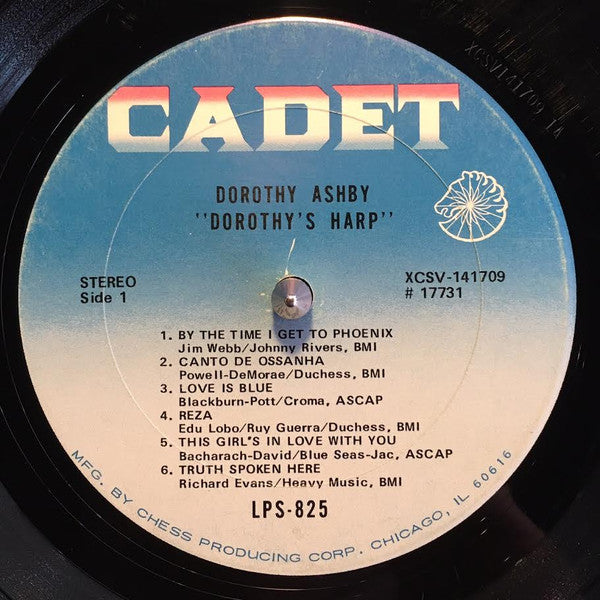 CADET
DOROTHY ASHBY
"DOROTHY'S HARP"
STEREO
Side 1
XCSV-141709
# 17731
1. BY THE TIME I GET TO PHOENIX
Jim Webb/Johnny Rivers, BMI
2. CANTO DE OSSANHA
Powell-DeMorae/Duchess, BMI
3. LOVE IS BLUE
Blackburn-Pott/Croma, ASCAP
4. REZA
Edu Lobo/Ruy Guerra/Duchess, BMI
5. THIS GIRL'S IN LOVE WITH YOU
Bacharach-David/Blue Seas-Jac, ASCAP
6. TRUTH SPOKEN HERE
Richard Evans/Heavy Music, BMI
LPS-825
MFG. BY CHESS PRODUCING CORP. CHICAGO, IL 60616
XCSV141709 1A